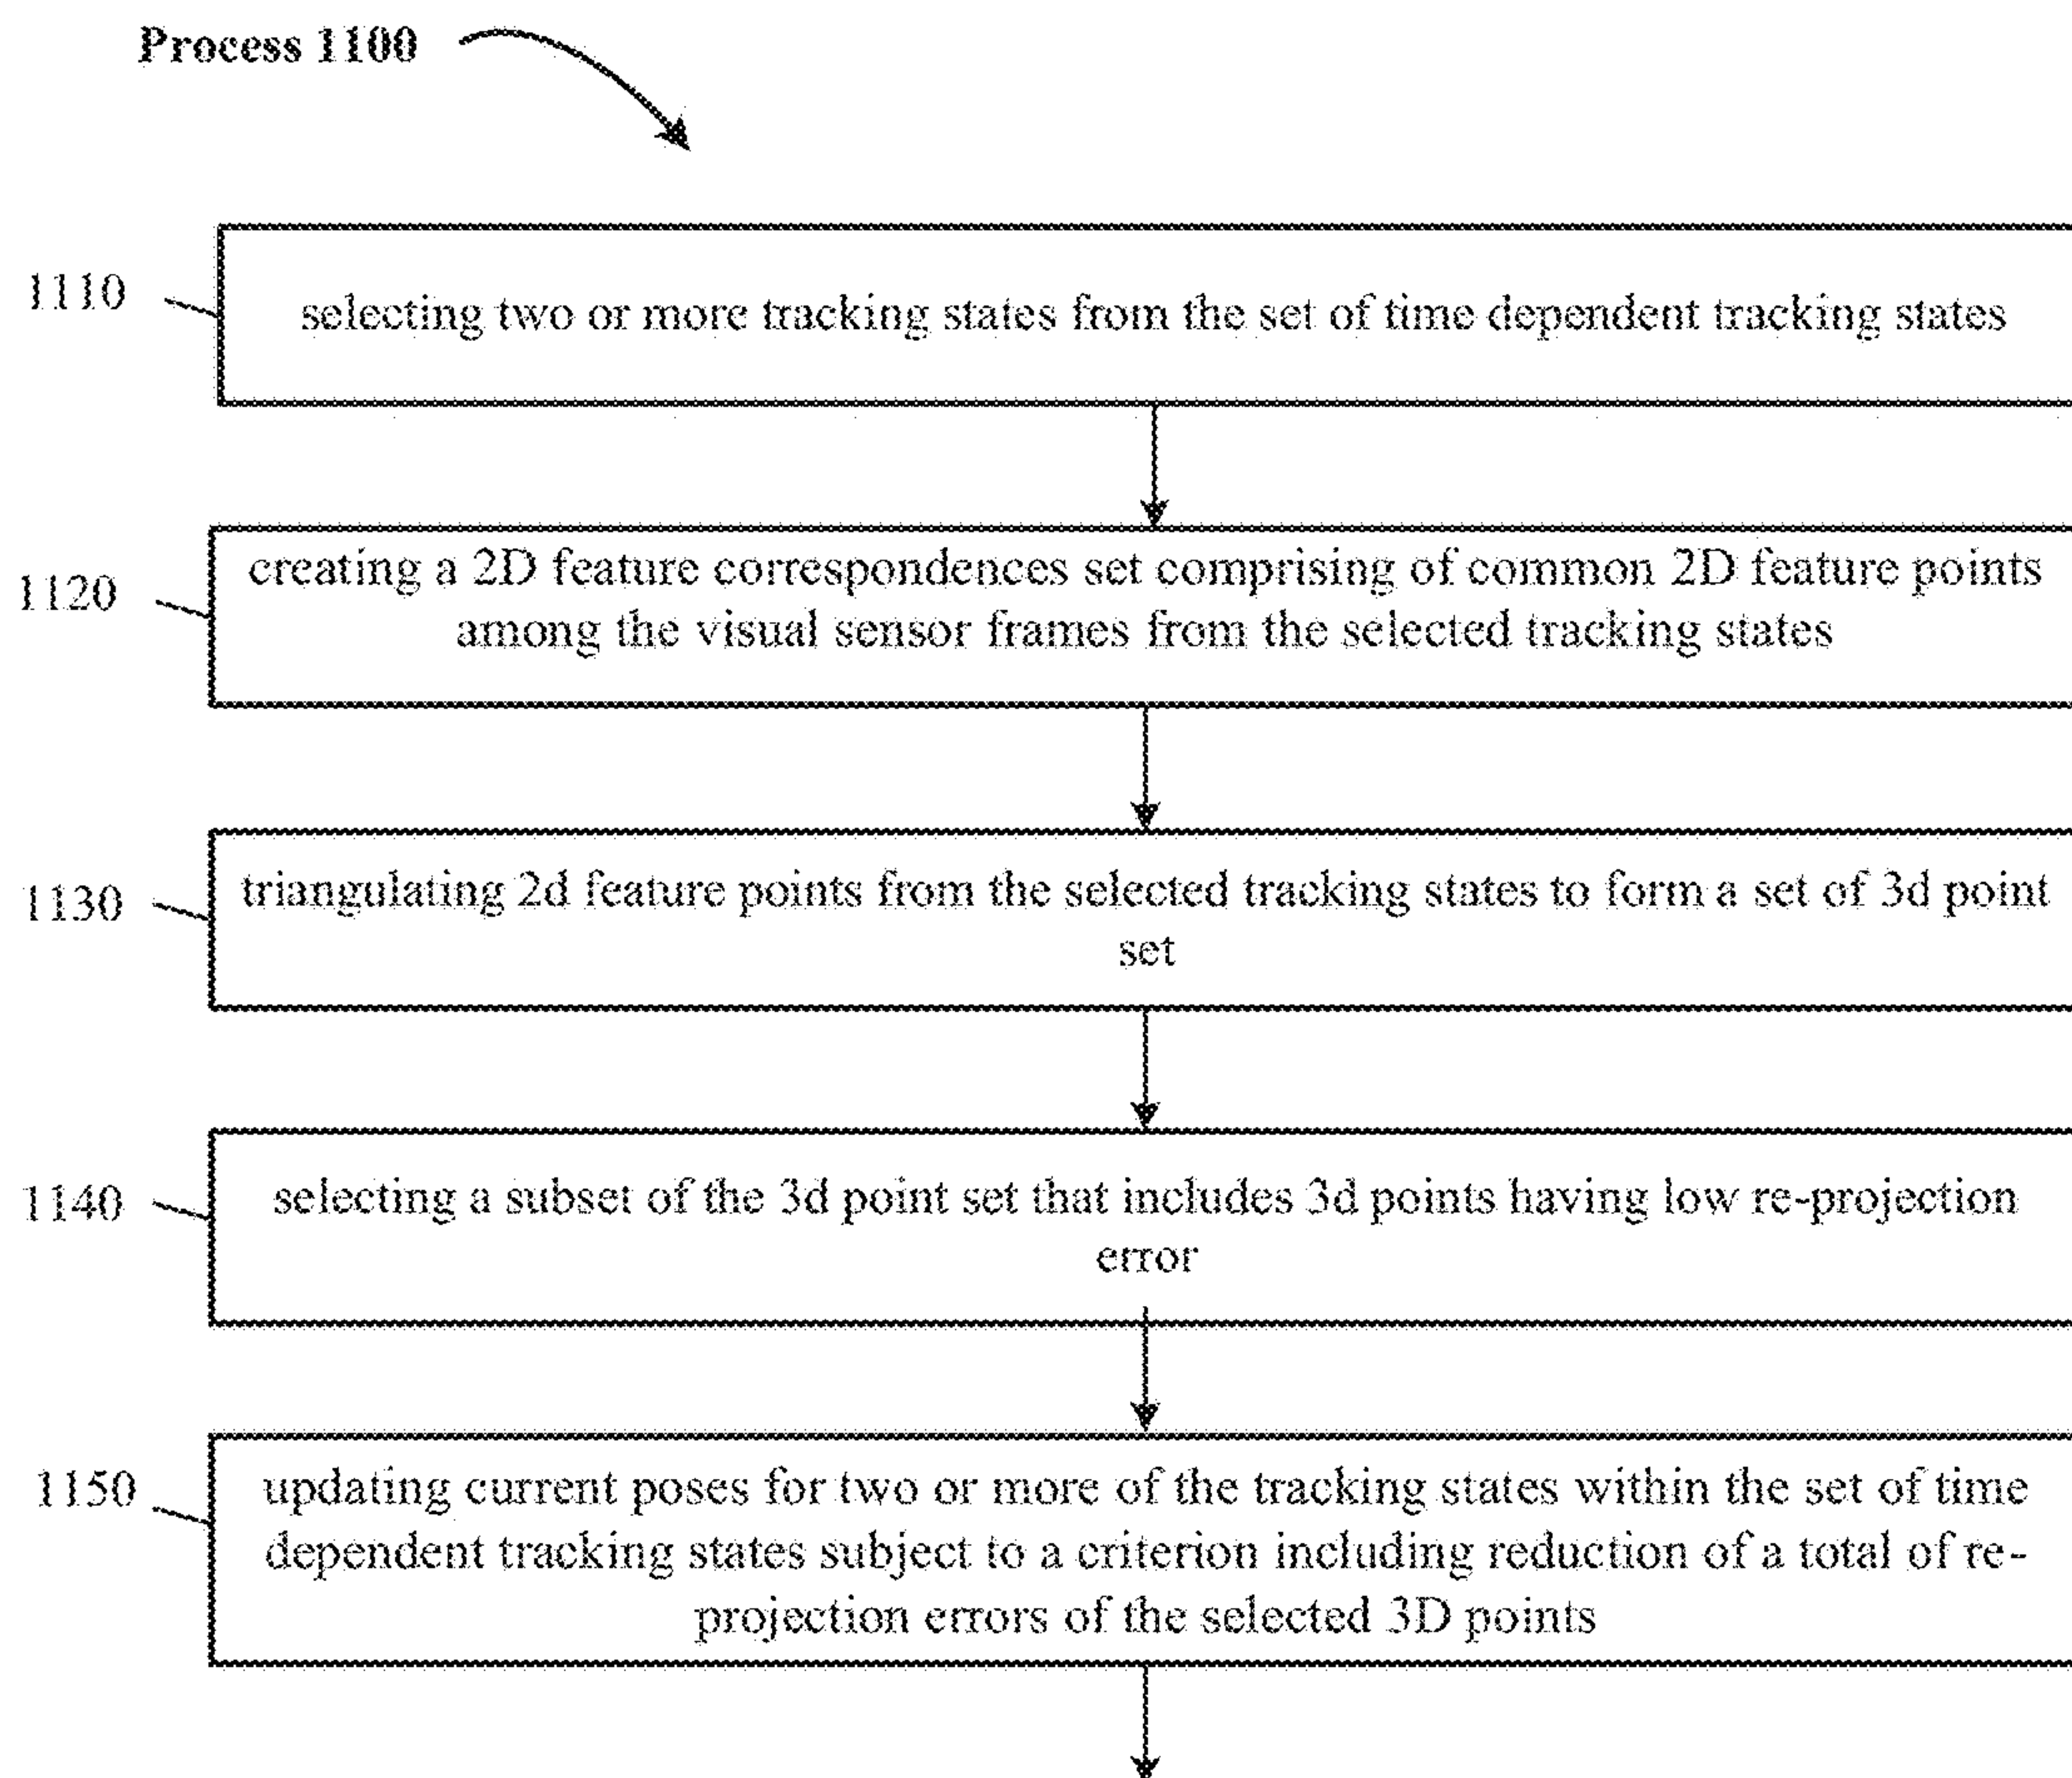 Process 1100
1110
selecting two or more tracking states from the set of time dependent tracking states
1120
creating a 2D feature correspondences set comprising of common 2D feature points
among the visual sensor frames from the selected tracking states
1130
triangulating 2d feature points from the selected tracking states to form a set of 3d point
set
1140
selecting a subset of the 3d point set that includes 3d points having low re-projection
error
1150
updating current poses for two or more of the tracking states within the set of time
dependent tracking states subject to a criterion including reduction of a total of re-
projection errors of the selected 3D points